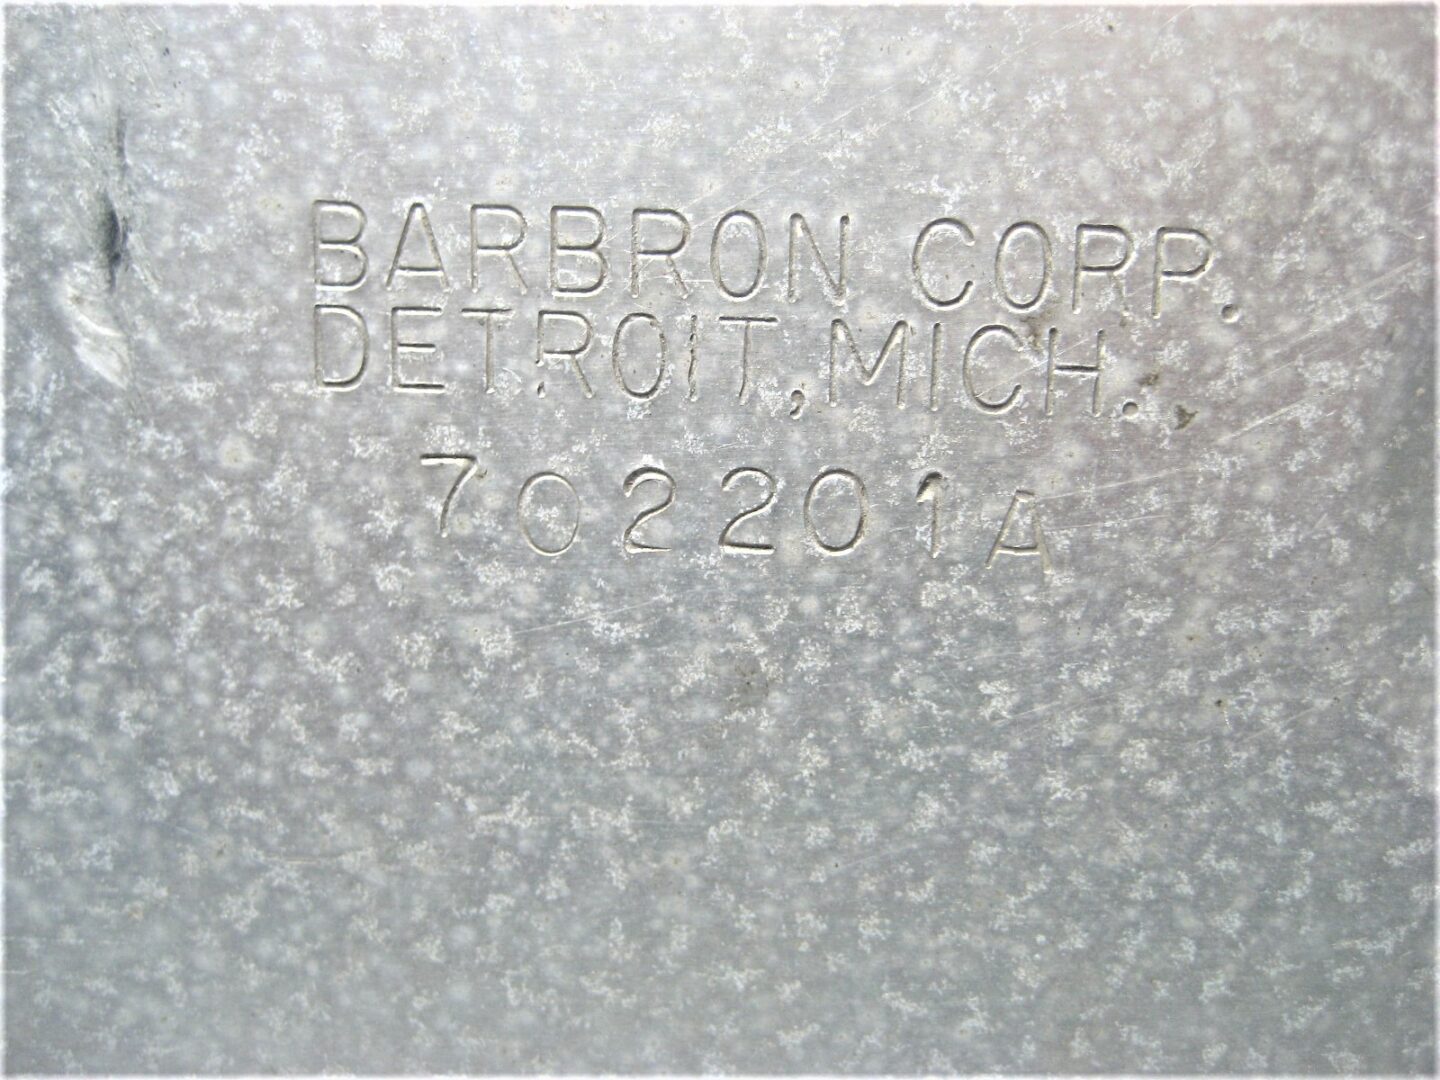 BARBRON CORP.
DETROIT, MICH.
702201A